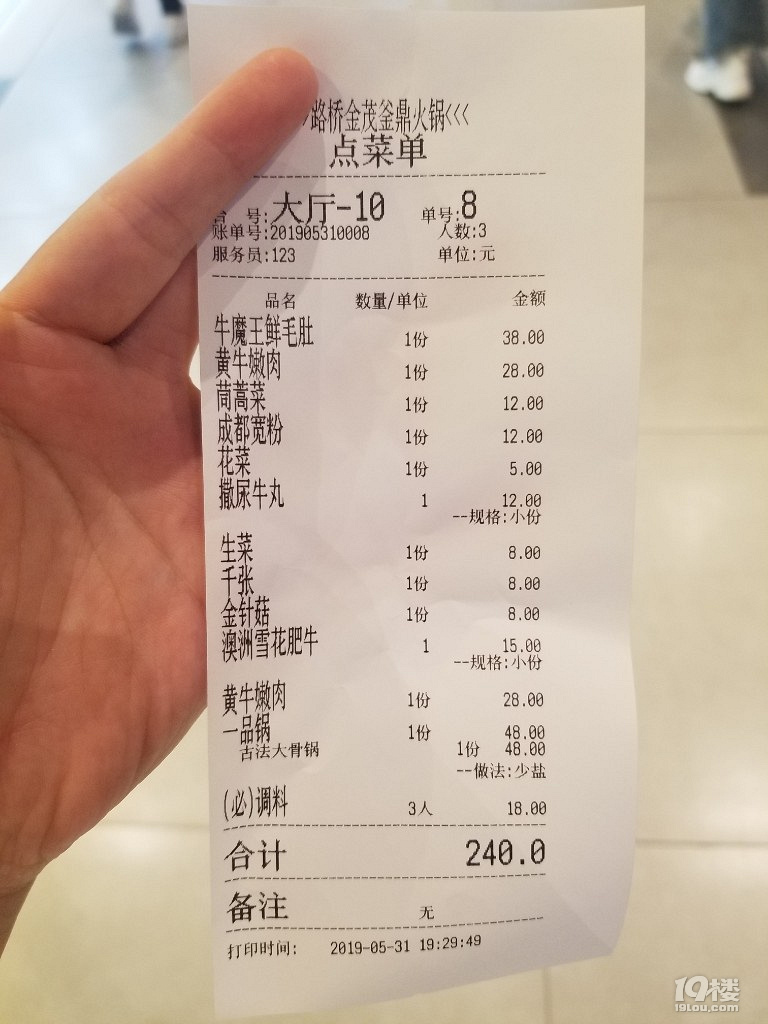 路桥金茂釜鼎火锅<<<
点菜单
台 号:大厅-10 单号:8
账单号:201905310008 人数:3
服务员:123 单位:元
品名 数量/单位 金额
牛魔王鲜毛肚 1份 38.00
黄牛嫩肉 1份 28.00
茼蒿菜 1份 12.00
成都宽粉 1份 12.00
花菜 1份 5.00
撒尿牛丸 1 12.00
--规格:小份
生菜 1份 8.00
千张 1份 8.00
金针菇 1份 8.00
澳洲雪花肥牛 1 15.00
--规格:小份
黄牛嫩肉 1份 28.00
一品锅 1份 48.00
古法大骨锅 1份 48.00
--做法:少盐
(必)调料 3人 18.00
合计 240.0
备注 无
打印时间: 2019-05-31 19:29:49
19楼
19lou.com